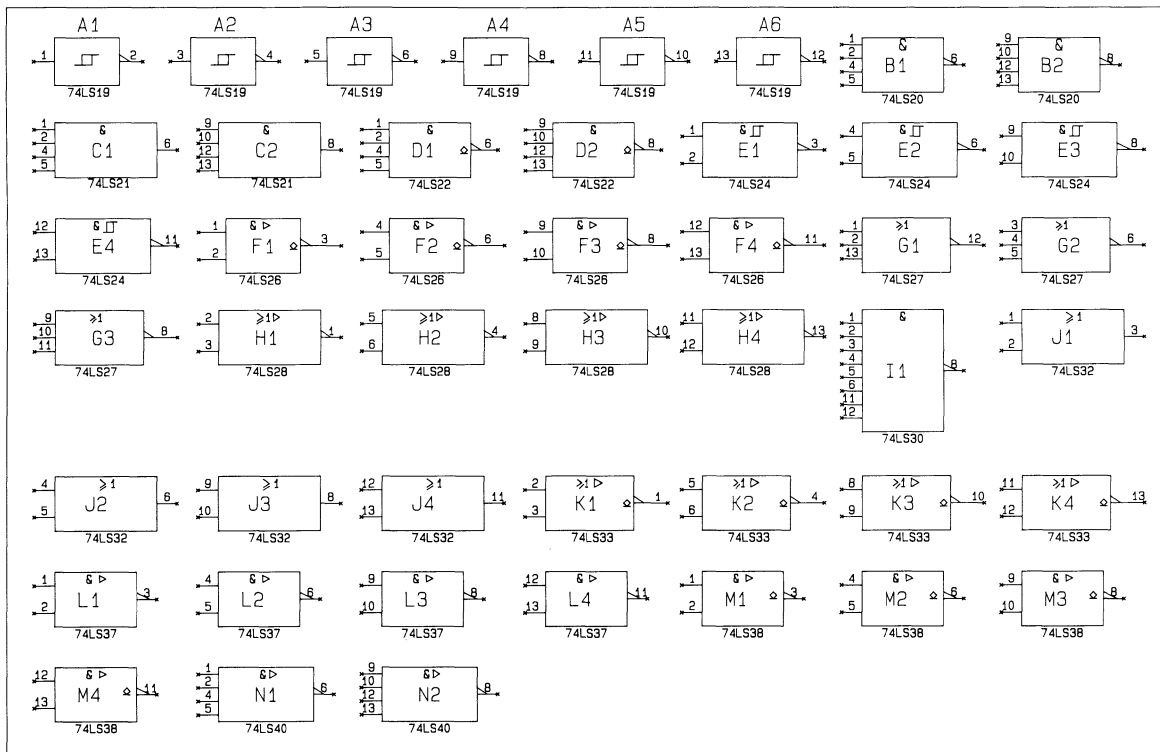 A1 A2 A3 A4 A5 A6
1 2 3 4 5 6 9 8 11 10 13 12 1 2 4 5 & B1 6 9 10 12 13 & B2 8
74LS19 74LS19 74LS19 74LS19 74LS19 74LS19 74LS20 74LS20
1 2 4 5 & C1 6 9 10 12 13 & C2 8 1 2 4 5 & D1 6 9 10 12 13 & D2 8 1 2 & E1 3 4 5 & E2 6 9 10 & E3 8
74LS21 74LS21 74LS22 74LS22 74LS24 74LS24 74LS24
12 13 & E4 11 1 2 & F1 3 4 5 & F2 6 9 10 & F3 8 12 13 & F4 11 1 2 13 ≥1 G1 12 3 4 5 ≥1 G2 6
74LS24 74LS26 74LS26 74LS26 74LS26 74LS27 74LS27
9 10 11 ≥1 G3 8 2 3 ≥1 H1 1 5 6 ≥1 H2 4 8 9 ≥1 H3 10 11 12 ≥1 H4 13 1 2 3 4 5 6 11 12 & I1 8 1 2 ≥1 J1 3
74LS27 74LS28 74LS28 74LS28 74LS28 74LS30 74LS32
4 5 ≥1 J2 6 9 10 ≥1 J3 8 12 13 ≥1 J4 11 2 3 ≥1 K1 1 5 6 ≥1 K2 4 8 9 ≥1 K3 10 11 12 ≥1 K4 13
74LS32 74LS32 74LS32 74LS33 74LS33 74LS33 74LS33
1 2 & L1 3 4 5 & L2 6 9 10 & L3 8 12 13 & L4 11 1 2 & M1 3 4 5 & M2 6 9 10 & M3 8
74LS37 74LS37 74LS37 74LS37 74LS38 74LS38 74LS38
12 13 & M4 11 1 2 4 5 & N1 6 9 10 12 13 & N2 8
74LS38 74LS40 74LS40